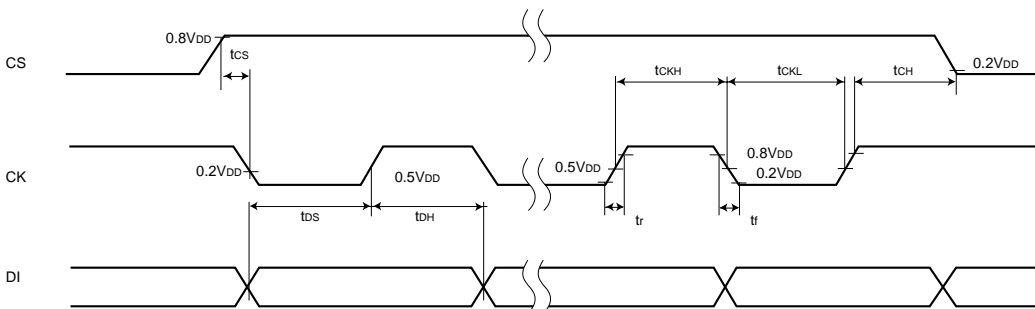 0.8VDD
tCS
CS
tCKH
tCKL
tCH
0.2VDD
CK
0.2VDD
0.5VDD
0.5VDD
0.8VDD
0.2VDD
tDS
tDH
tr
tf
DI